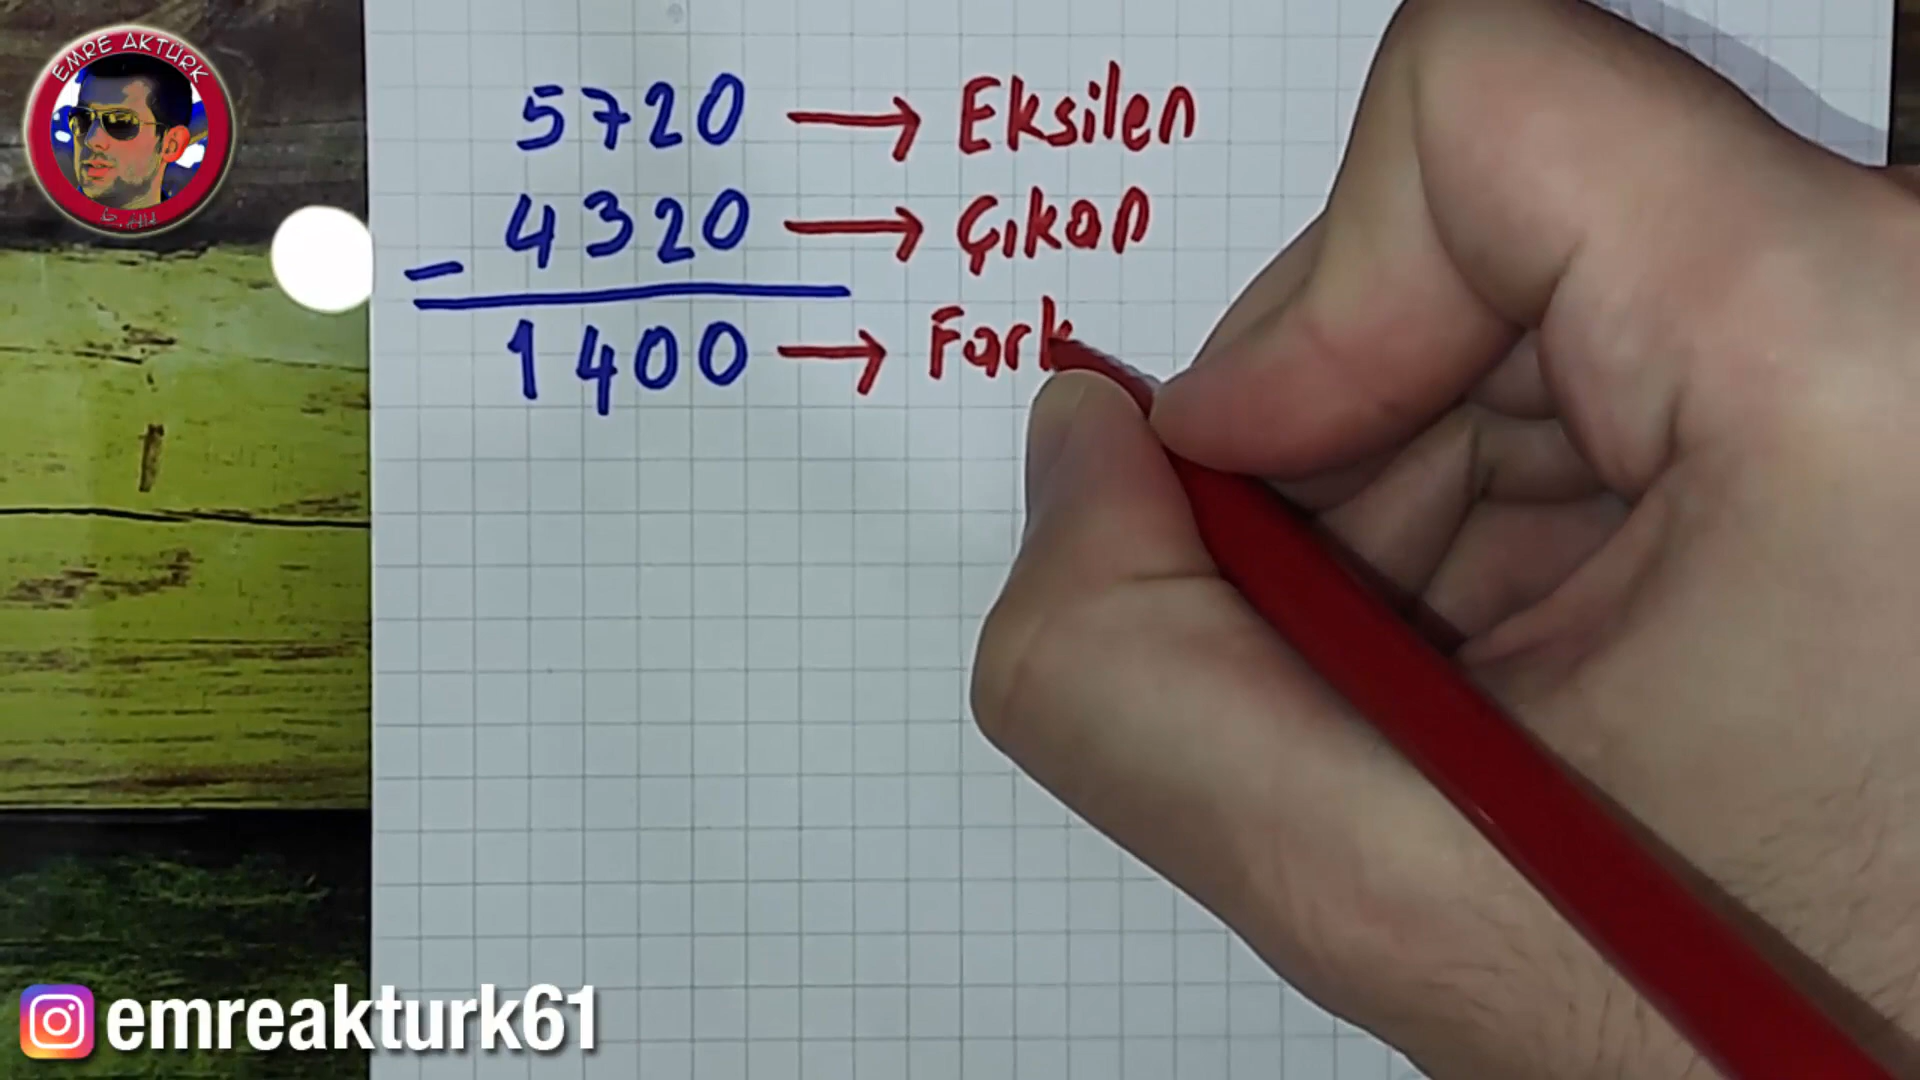 EMRE AKTÜRK
5720 → Eksilen
4320 → Çıkan
−
1400 → Fark
emreakturk61